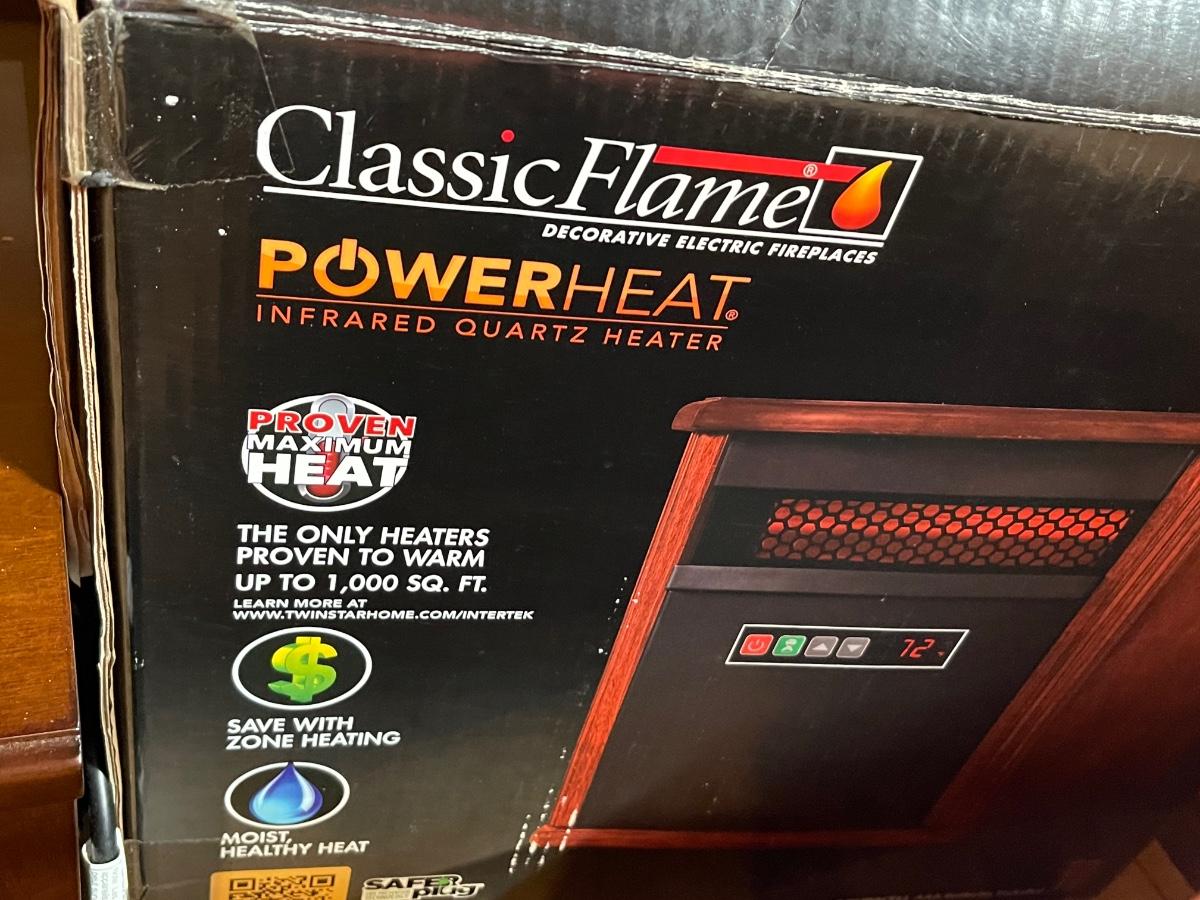 ClassicFlame®
DECORATIVE ELECTRIC FIREPLACES
POWERHEAT®
INFRARED QUARTZ HEATER
PROVEN
MAXIMUM
HEAT
THE ONLY HEATERS
PROVEN TO WARM
UP TO 1,000 SQ. FT.
LEARN MORE AT
WWW.TWINSTARHOME.COM/INTERTEK
72°
SAVE WITH
ZONE HEATING
MOIST,
HEALTHY HEAT
SAFER
PLUG